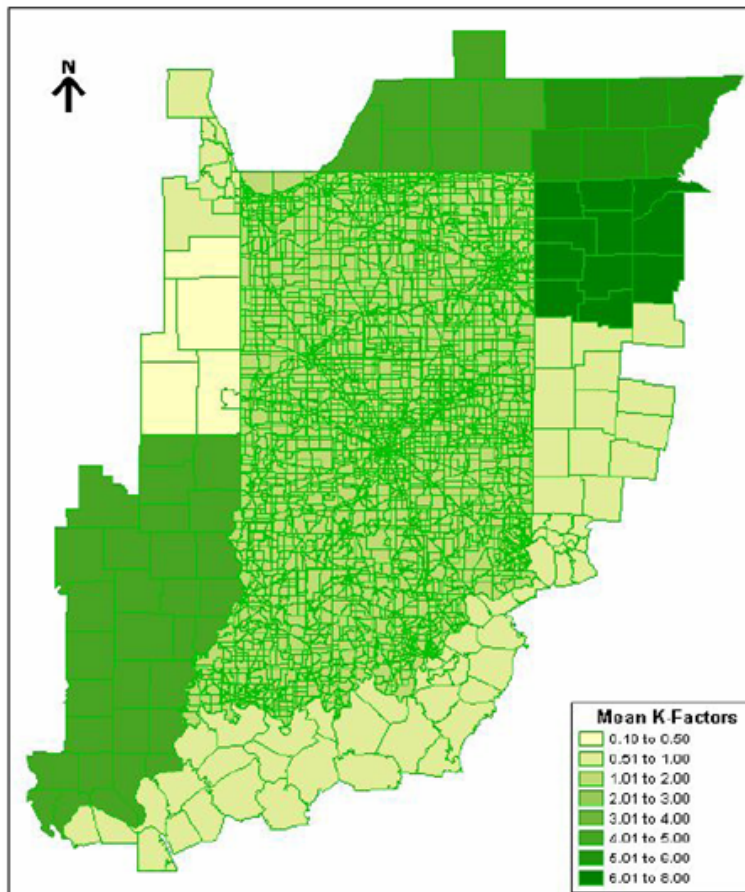 N
Mean K-Factors
0.10 to 0.50
0.51 to 1.00
1.01 to 2.00
2.01 to 3.00
3.01 to 4.00
4.01 to 5.00
5.01 to 6.00
6.01 to 8.00